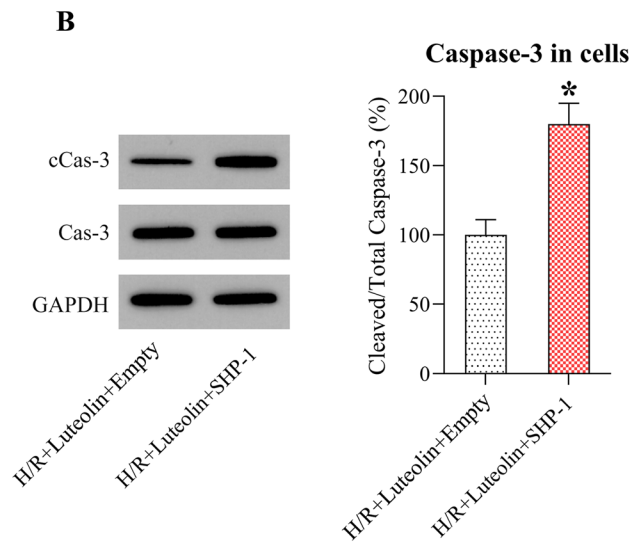 B
cCas-3
Cas-3
GAPDH
H/R+Luteolin+Empty
H/R+Luteolin+SHP-1
Caspase-3 in cells
Cleaved/Total Caspase-3 (%)
200
150
100
50
0
*
H/R+Luteolin+Empty
H/R+Luteolin+SHP-1